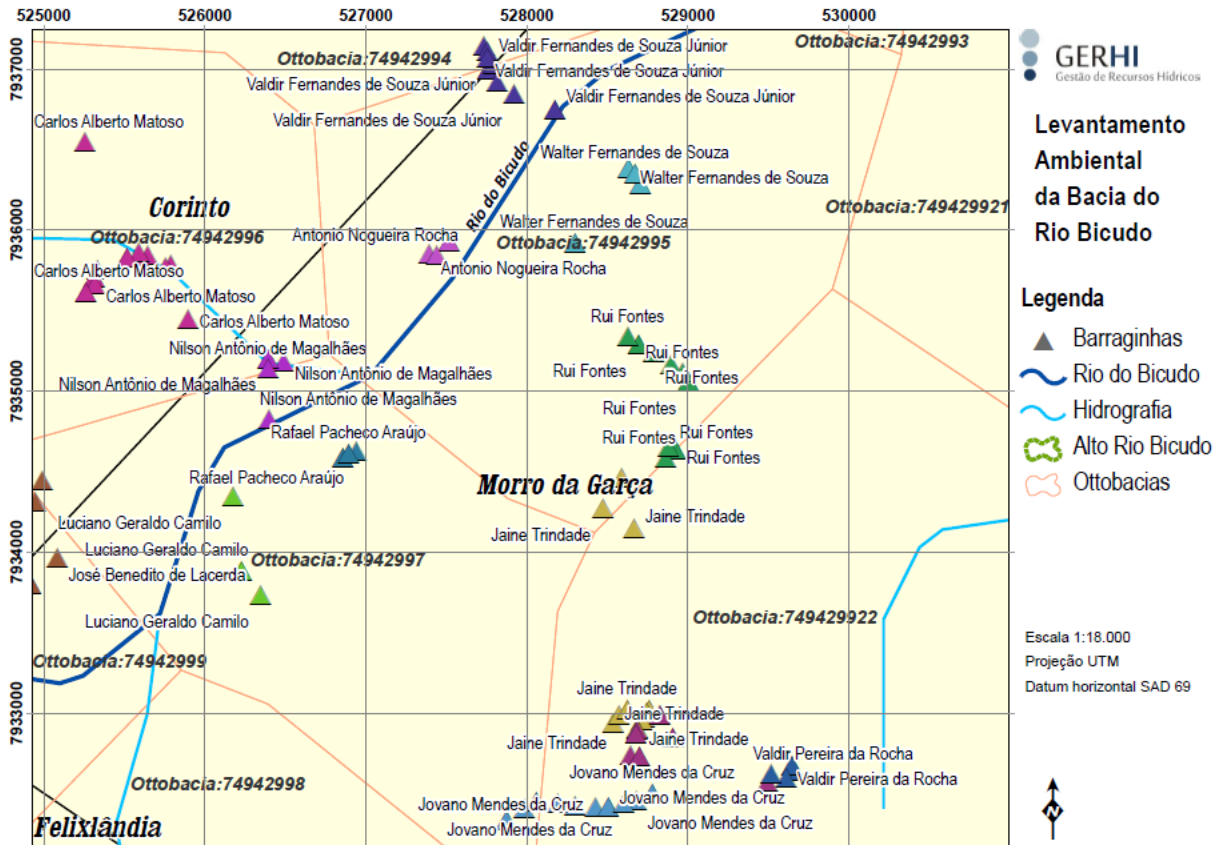 525000 526000 527000 528000 529000 530000
7937000
7936000
7935000
7934000
7933000
Valdir Fernandes de Souza Júnior
Ottobacia:74942993
Ottobacia:74942994
Valdir Fernandes de Souza Júnior
Valdir Fernandes de Souza Júnior
Valdir Fernandes de Souza Júnior
Valdir Fernandes de Souza Júnior
Carlos Alberto Matoso
Rio do Bicudo
Walter Fernandes de Souza
Walter Fernandes de Souza
Corinto
Ottobacia:749429921
Walter Fernandes de Souza
Ottobacia:74942996
Antonio Nogueira Rocha
Ottobacia:74942995
Carlos Alberto Matoso
Antonio Nogueira Rocha
Carlos Alberto Matoso
Rui Fontes
Carlos Alberto Matoso
Nilson Antônio de Magalhães
Rui Fontes
Rui Fontes
Nilson Antônio de Magalhães
Rui Fontes
Nilson Antônio de Magalhães
Nilson Antônio de Magalhães
Rui Fontes
Rafael Pacheco Araújo
Rui Fontes
Rui Fontes
Rui Fontes
Rafael Pacheco Araújo
Morro da Garça
Luciano Geraldo Camilo
Jaine Trindade
Jaine Trindade
Luciano Geraldo Camilo
Ottobacia:74942997
José Benedito de Lacerda
Luciano Geraldo Camilo
Ottobacia:749429922
Ottobacia:74942999
Jaine Trindade
Jaine Trindade
Jaine Trindade
Jaine Trindade
Valdir Pereira da Rocha
Jovano Mendes da Cruz
Valdir Pereira da Rocha
Ottobacia:74942998
Jovano Mendes da Cruz
Jovano Mendes da Cruz
Felixlândia
Jovano Mendes da Cruz
Jovano Mendes da Cruz
GERHI
Gestão de Recursos Hídricos
Levantamento
Ambiental
da Bacia do
Rio Bicudo
Legenda
Barraginhas
Rio do Bicudo
Hidrografia
Alto Rio Bicudo
Ottobacias
Escala 1:18.000
Projeção UTM
Datum horizontal SAD 69
N